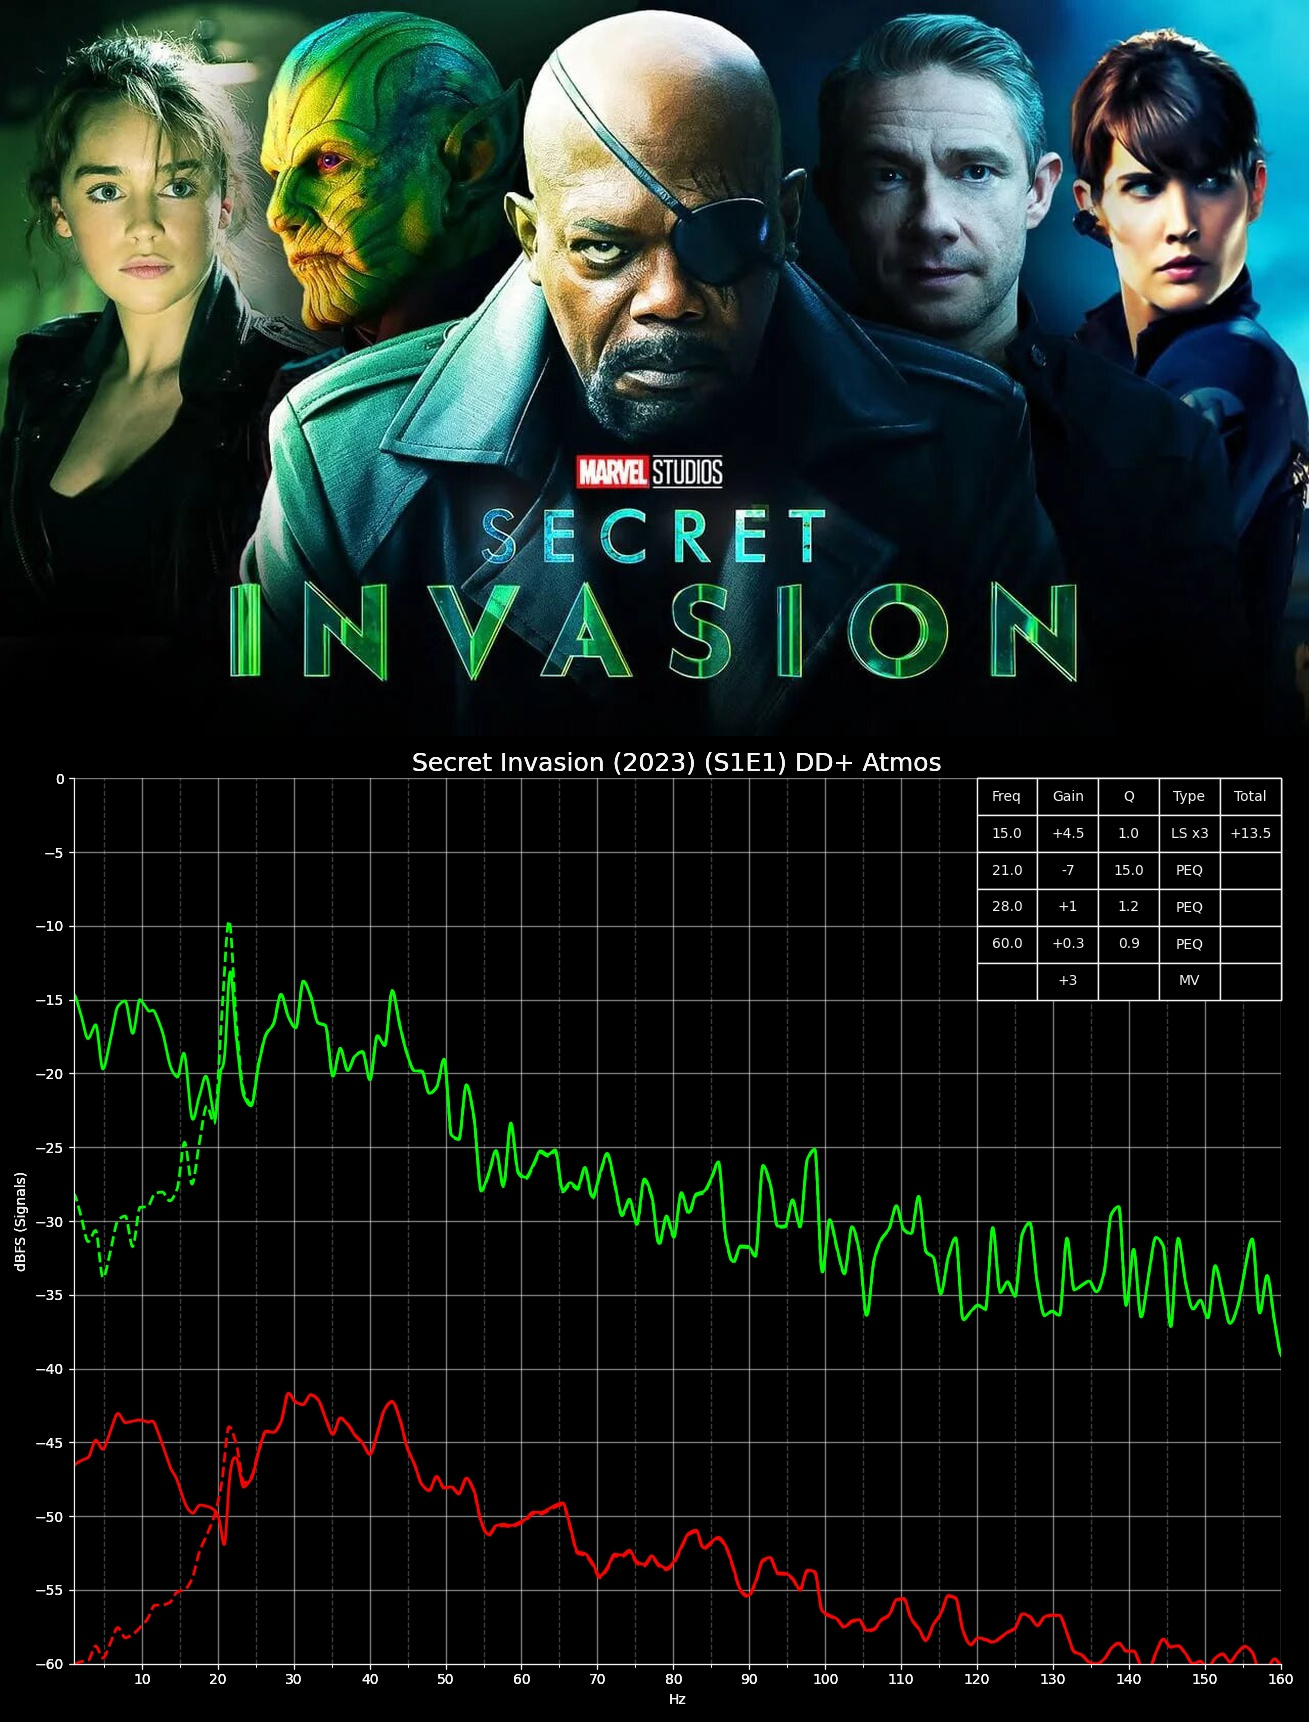 MARVEL STUDIOS
SECRET
INVASION
Secret Invasion (2023) (S1E1) DD+ Atmos
Freq Gain Q Type Total
15.0 +4.5 1.0 LS x3 +13.5
21.0 -7 15.0 PEQ
28.0 +1 1.2 PEQ
60.0 +0.3 0.9 PEQ
+3 MV
dBFS (Signals)
0
−5
−10
−15
−20
−25
−30
−35
−40
−45
−50
−55
−60
10 20 30 40 50 60 70 80 90 100 110 120 130 140 150 160
Hz